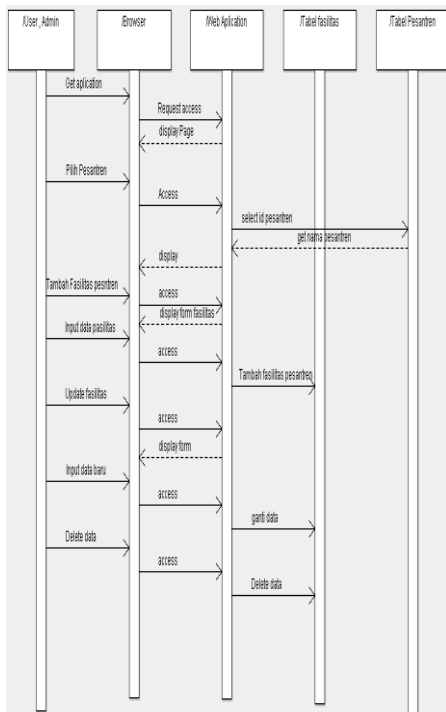 /User_Admin
/Browser
/Web Aplication
/Tabel fasilitas
/Tabel Pesantren
Get aplication
Request access
display Page
Pilih Pesantren
Access
select id pesantren
get nama pesantren
display
Tambah Fasilitas pesntren
access
display form fasilitas
Input data pasilitas
access
Tambah fasilitas pesantren
Update fasilitas
access
display form
Input data baru
access
ganti data
Delete data
access
Delete data